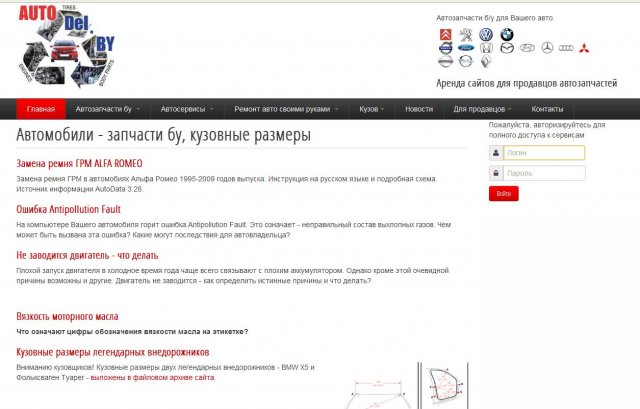 AUTO
TIRES
Del.
BY
ENGINES
BODY PARTS
Автозапчасти б/у для Вашего авто.
Аренда сайтов для продавцов автозапчастей
Главная Автозапчасти бу Автосервисы Ремонт авто своими руками Кузов Новости Для продавцов Контакты
Автомобили - запчасти бу, кузовные размеры
Пожалуйста, авторизируйтесь для
полного доступа к сервисам
Логин
Пароль
Войти
Замена ремня ГРМ ALFA ROMEO
Замена ремня ГРМ в автомобиях Альфа Ромео 1995-2009 годов выпуска. Инструкция на русском языке и подробная схема.
Источник информации AutoData 3.28.
Ошибка Antipollution Fault
На компьютере Вашего автомобиля горит ошибка Antipollution Fault. Это означает - неправильный состав выхлопных газов. Чем
может быть вызвана эта ошибка? Какие могут последствия для автовладельца?
Не заводится двигатель - что делать
Плохой запуск двигателя в холодное время года чаще всего связывают с плохим аккумулятором. Однако кроме этой очевидной
причины возможны и другие. Двигатель не заводится - как определить истинные причины и что делать?
Вязкость моторного масла
Что означают цифры обозначения вязкости масла на этикетке?
Кузовные размеры легендарных внедорожников
Вниманию кузовщиков! Кузовные размеры двух легендарных внедорожников - BMW X5 и
Фольксваген Туарег - выложены в файловом архиве сайта.